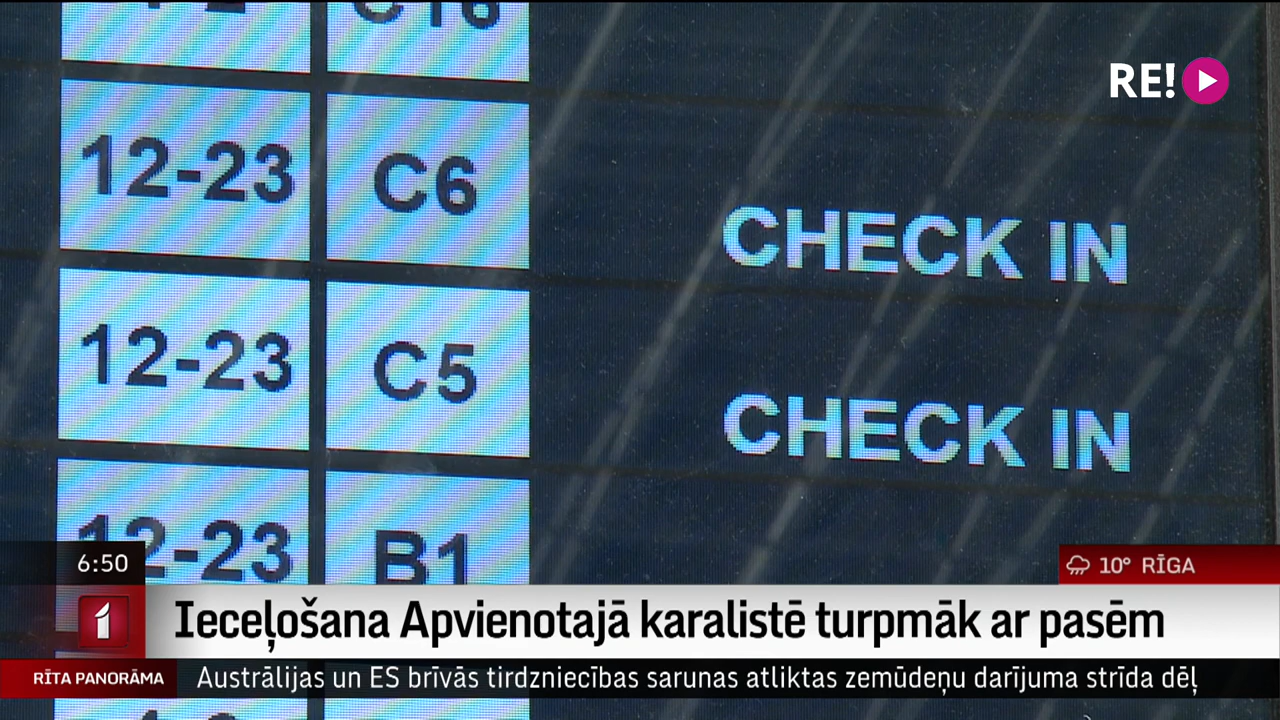 C16
RE!
12-23 C6 CHECK IN
12-23 C5 CHECK IN
12-23 B1
6:50
10° RĪGA
1 Ieceļošana Apvienotajā karalistē turpmāk ar pasēm
RĪTA PANORĀMA Austrālijas un ES brīvās tirdzniecības sarunas atliktas zemūdeņu darījuma strīda dēļ